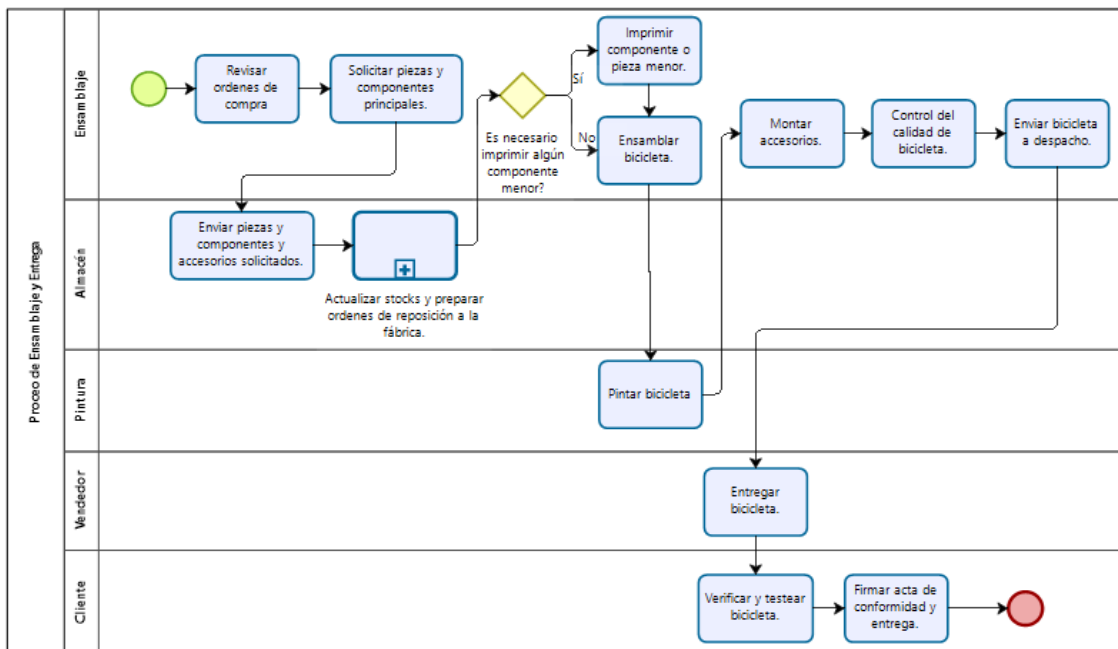 Proceo de Ensamblaje y Entrega
Ensamblaje
Revisar
ordenes de
compra
Solicitar piezas y
componentes
principales.
Es necesario
imprimir algún
componente
menor?
Sí
No
Imprimir
componente o
pieza menor.
Ensamblar
bicicleta.
Montar
accesorios.
Control del
calidad de
bicicleta.
Enviar bicicleta
a despacho.
Almacén
Enviar piezas y
componentes y
accesorios solicitados.
Actualizar stocks y preparar
ordenes de reposición a la
fábrica.
Pintura
Pintar bicicleta
Vendedor
Entregar
bicicleta.
Cliente
Verificar y testear
bicicleta.
Firmar acta de
conformidad y
entrega.